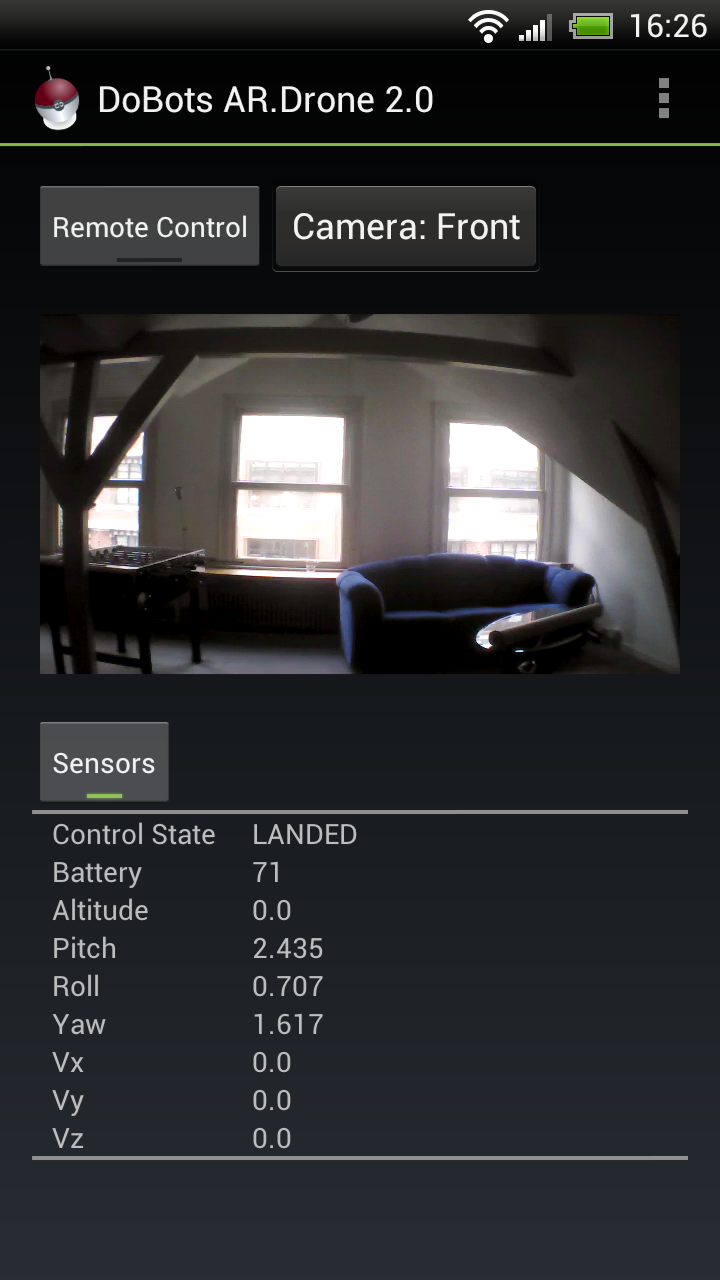 16:26
DoBots AR.Drone 2.0
Remote Control Camera: Front
Sensors
Control State LANDED
Battery 71
Altitude 0.0
Pitch 2.435
Roll 0.707
Yaw 1.617
Vx 0.0
Vy 0.0
Vz 0.0